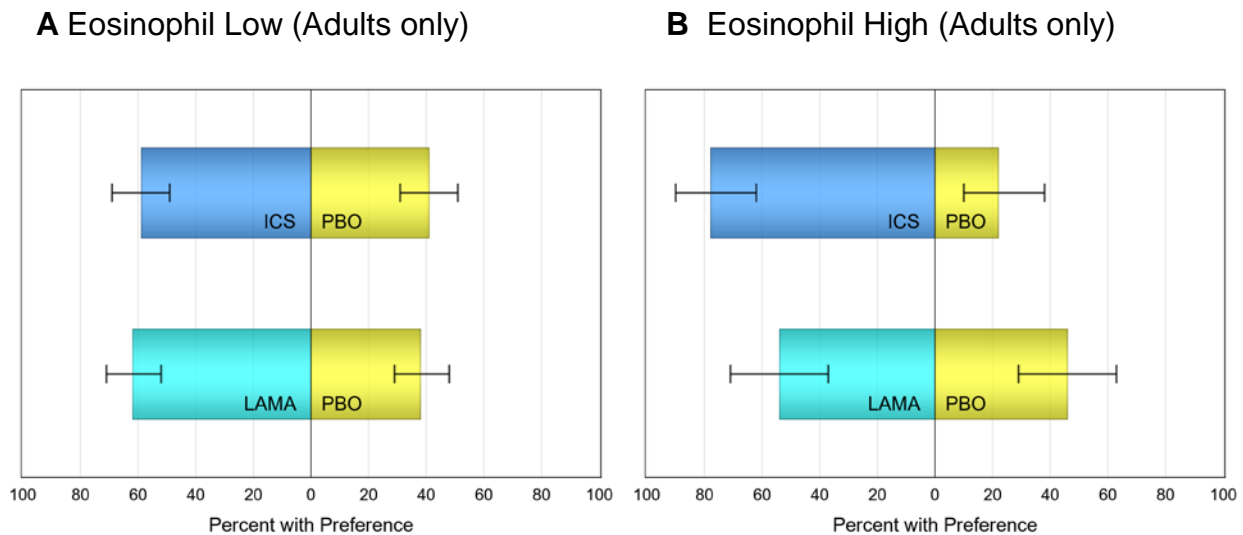 A Eosinophil Low (Adults only)
ICS PBO
LAMA PBO
100 80 60 40 20 0 20 40 60 80 100
Percent with Preference
B Eosinophil High (Adults only)
ICS PBO
LAMA PBO
100 80 60 40 20 0 20 40 60 80 100
Percent with Preference